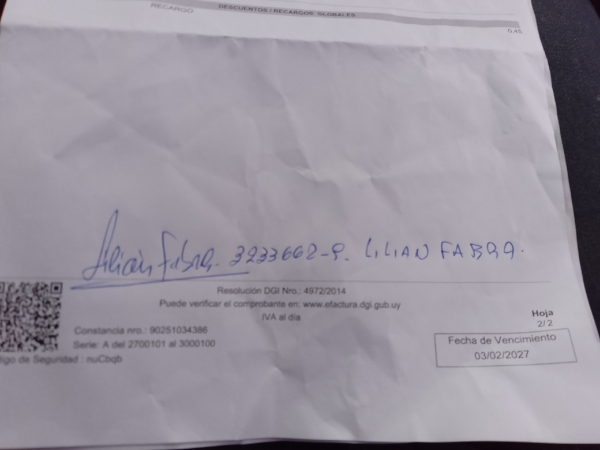 RECARGO
DESCUENTOS / RECARGOS GLOBALES
0.45
Lilian Fabra. 3233662-9. LILIAN FABRA.
Resolución DGI Nro.: 4972/2014
Puede verificar el comprobante en: www.efactura.dgi.gub.uy
IVA al día
Constancia nro.: 90251034386
Serie: A del 2700101 al 3000100
digo de Seguridad : nuCbqb
Hoja
2/2
Fecha de Vencimiento
03/02/2027